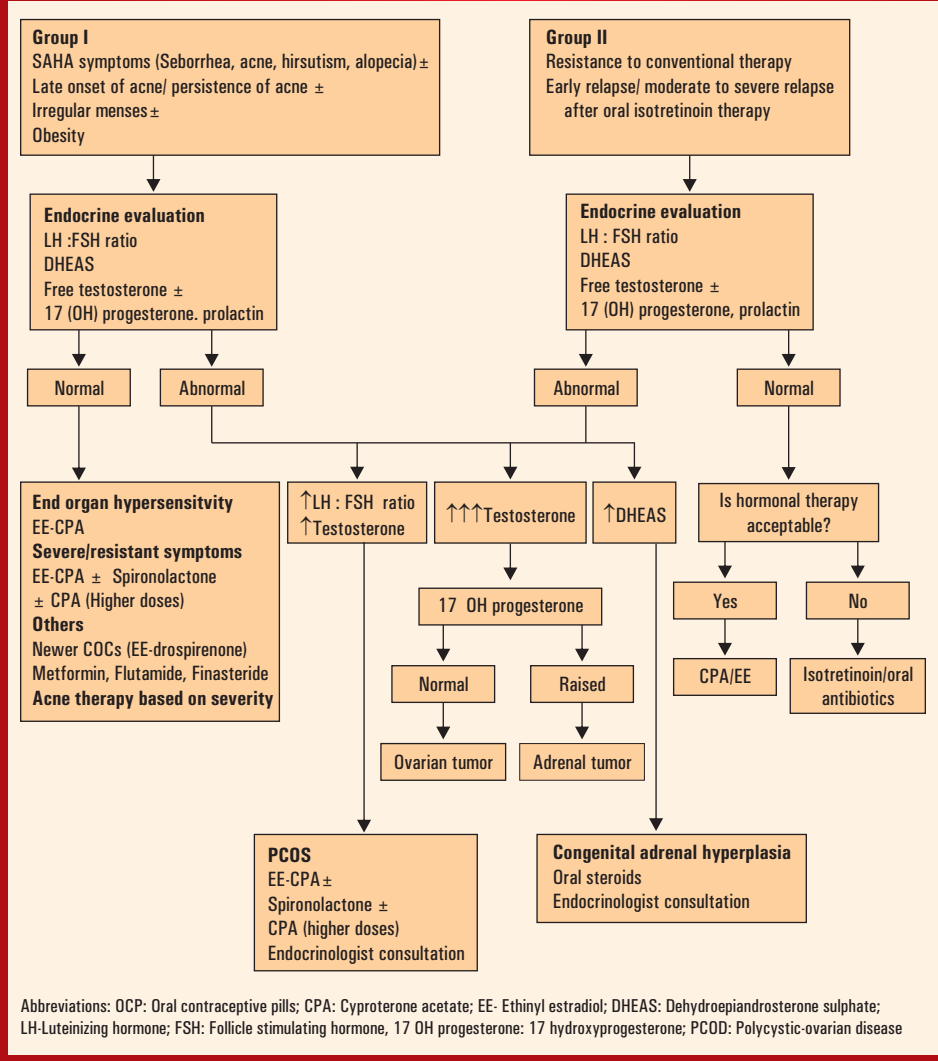 Group I
SAHA symptoms (Seborrhea, acne, hirsutism, alopecia) ±
Late onset of acne/ persistence of acne ±
Irregular menses ±
Obesity
Group II
Resistance to conventional therapy
Early relapse/ moderate to severe relapse
after oral isotretinoin therapy
Endocrine evaluation
LH :FSH ratio
DHEAS
Free testosterone ±
17 (OH) progesterone. prolactin
Endocrine evaluation
LH : FSH ratio
DHEAS
Free testosterone ±
17 (OH) progesterone, prolactin
Normal
Abnormal
Abnormal
Normal
End organ hypersensitvity
EE-CPA
Severe/resistant symptoms
EE-CPA ± Spironolactone
± CPA (Higher doses)
Others
Newer COCs (EE-drospirenone)
Metformin, Flutamide, Finasteride
Acne therapy based on severity
↑LH : FSH ratio
↑Testosterone
↑↑↑Testosterone
↑DHEAS
Is hormonal therapy
acceptable?
17 OH progesterone
Yes
No
Normal
Raised
CPA/EE
Isotretinoin/oral
antibiotics
Ovarian tumor
Adrenal tumor
PCOS
EE-CPA ±
Spironolactone ±
CPA (higher doses)
Endocrinologist consultation
Congenital adrenal hyperplasia
Oral steroids
Endocrinologist consultation
Abbreviations: OCP: Oral contraceptive pills; CPA: Cyproterone acetate; EE- Ethinyl estradiol; DHEAS: Dehydroepiandrosterone sulphate;
LH-Luteinizing hormone; FSH: Follicle stimulating hormone, 17 OH progesterone: 17 hydroxyprogesterone; PCOD: Polycystic-ovarian disease